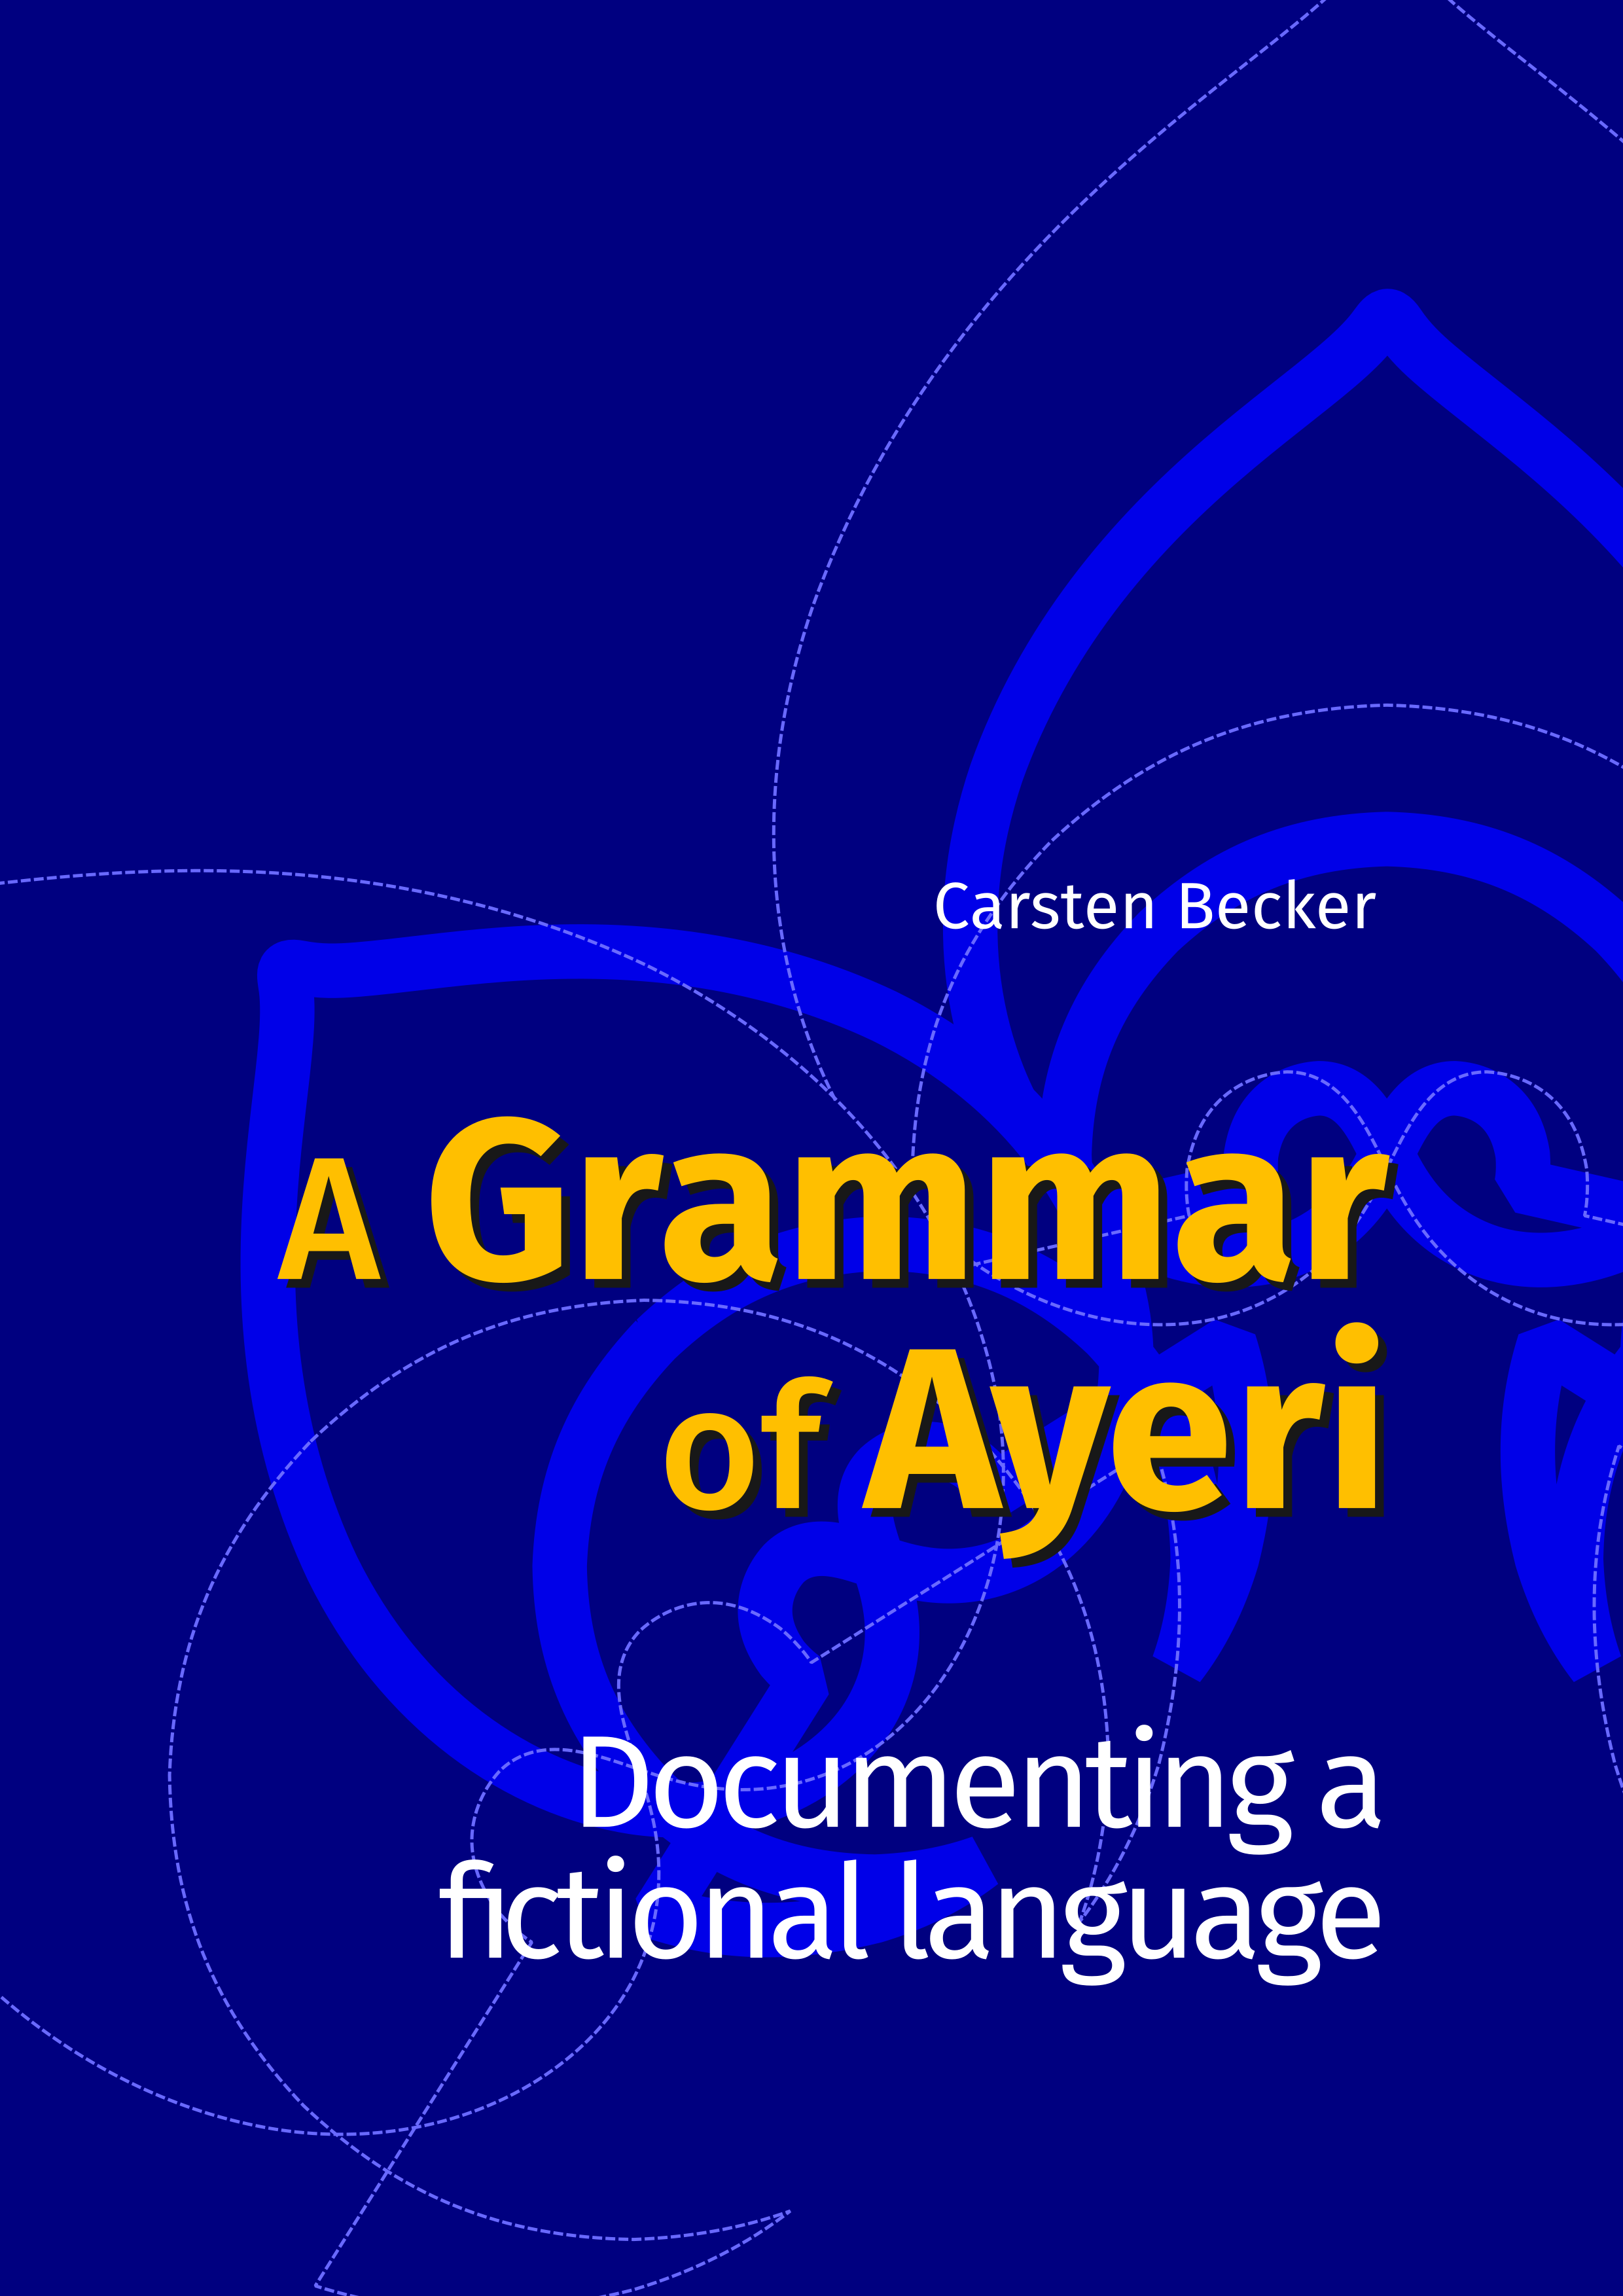 Carsten Becker
A Grammar
of Ayeri
Documenting a
fictional language